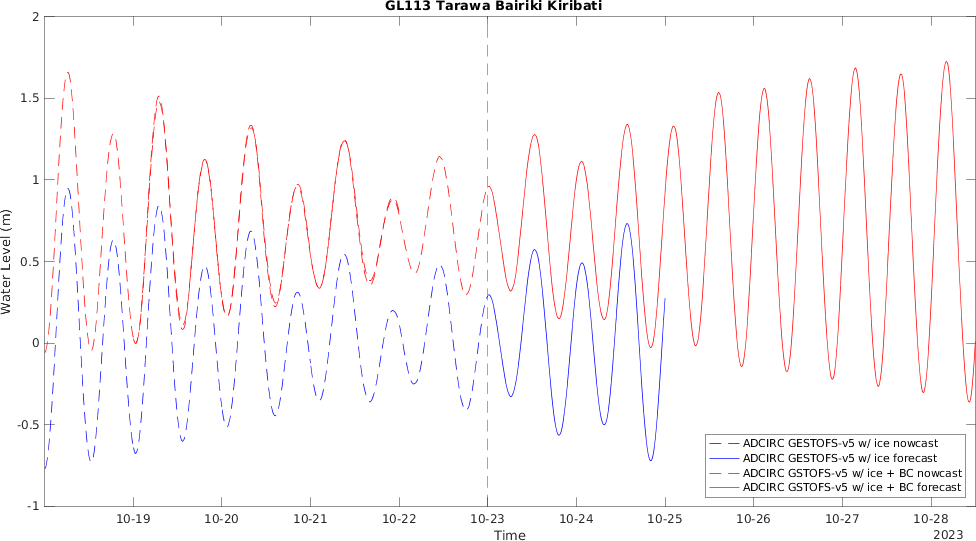 GL113 Tarawa Bairiki Kiribati
2
1.5
1
0.5
0
-0.5
-1
Water Level (m)
ADCIRC GESTOFS-v5 w/ ice nowcast
ADCIRC GESTOFS-v5 w/ ice forecast
ADCIRC GSTOFS-v5 w/ ice + BC nowcast
ADCIRC GSTOFS-v5 w/ ice + BC forecast
10-19 10-20 10-21 10-22 10-23 10-24 10-25 10-26 10-27 10-28
Time 2023